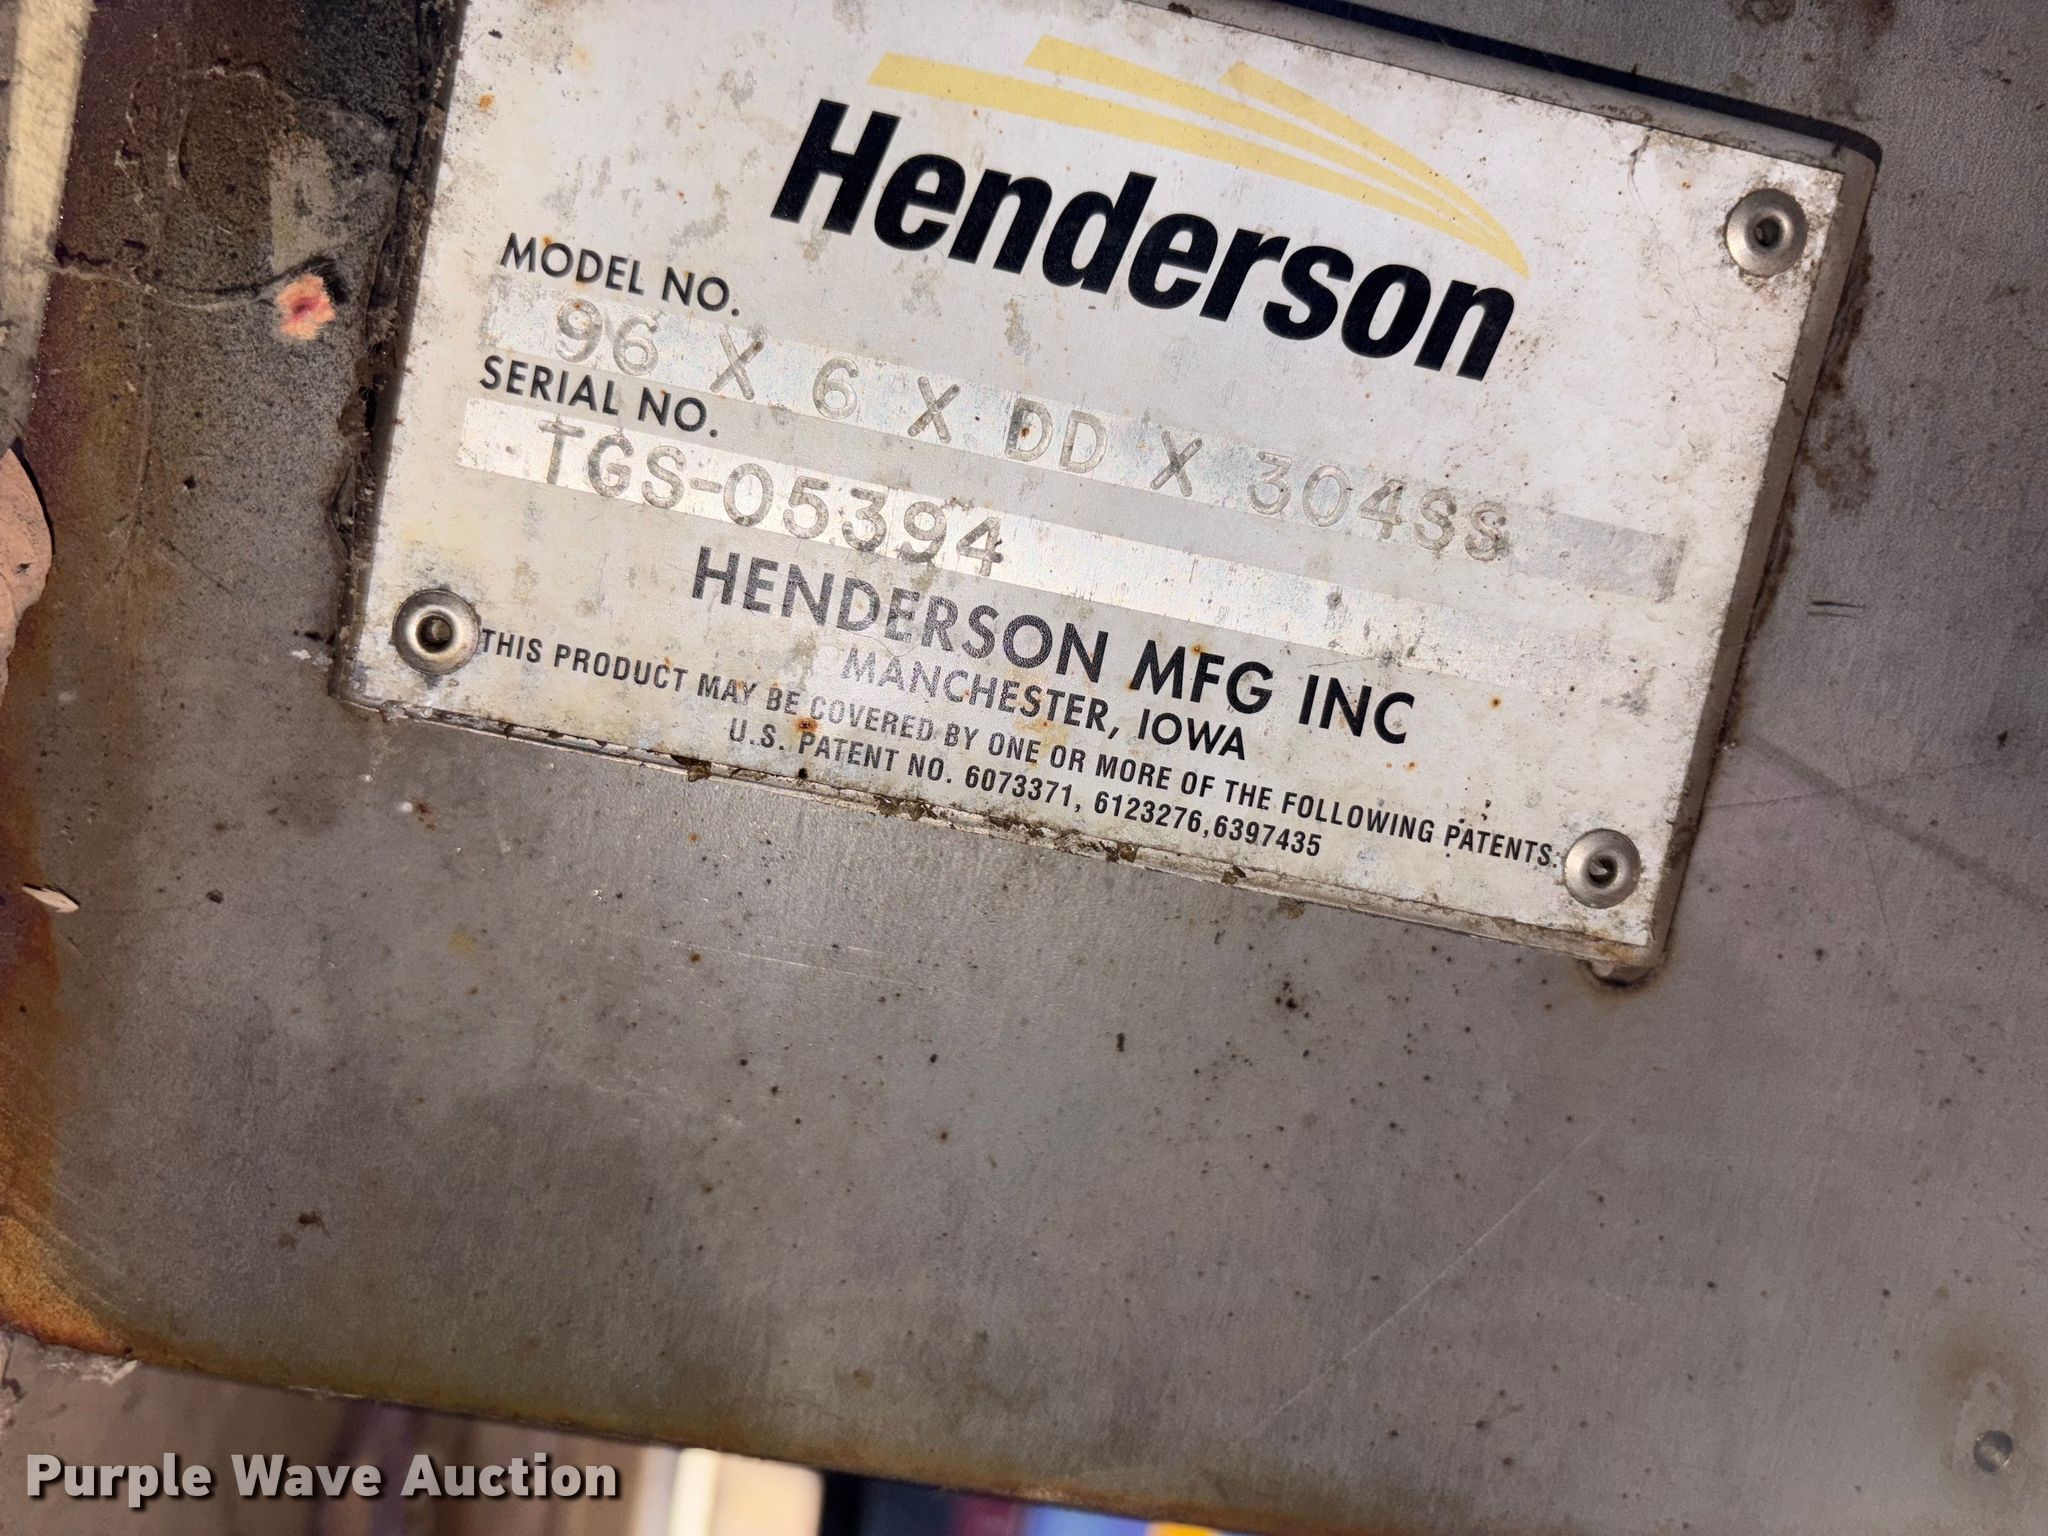 Henderson
MODEL NO.
96 X 6 X DD X 304SS
SERIAL NO.
TGS-05394
HENDERSON MFG INC
MANCHESTER, IOWA
THIS PRODUCT MAY BE COVERED BY ONE OR MORE OF THE FOLLOWING PATENTS:
U.S. PATENT NO. 6073371, 6123276,6397435
Purple Wave Auction